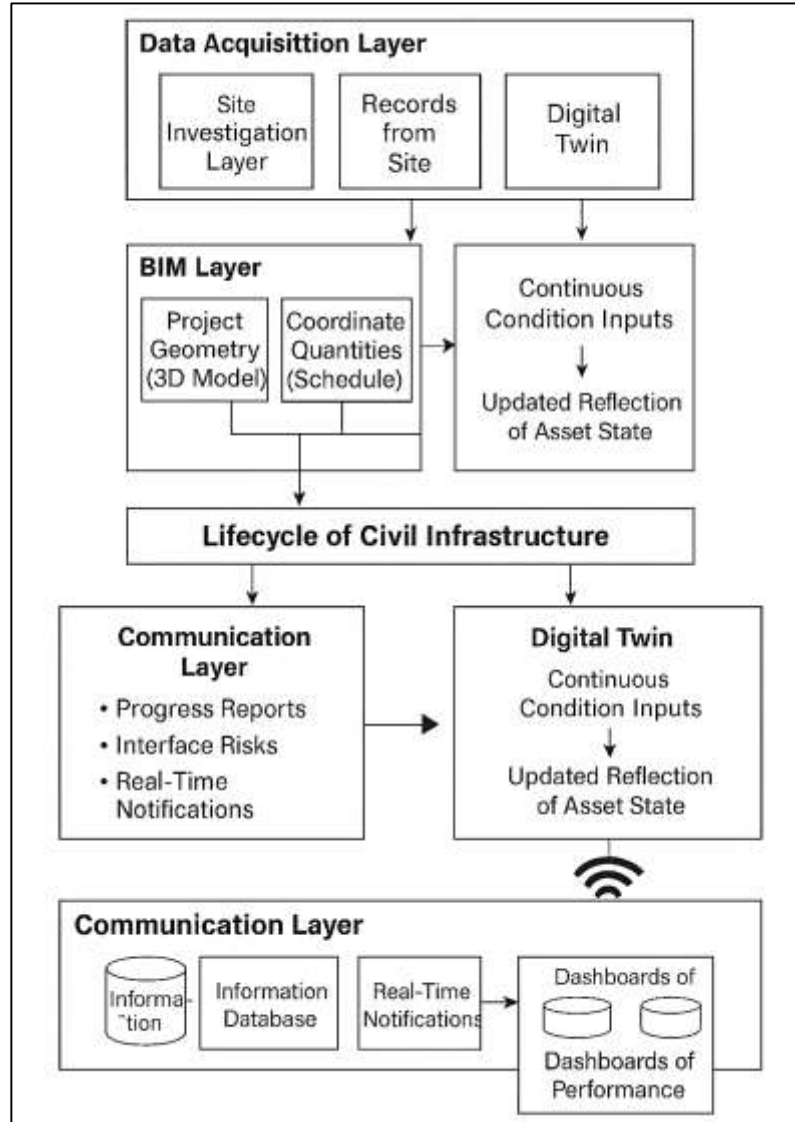 Data Acquisittion Layer
Site
Investigation
Layer
Records
from
Site
Digital
Twin
BIM Layer
Project
Geometry
(3D Model)
Coordinate
Quantities
(Schedule)
Continuous
Condition Inputs
Updated Reflection
of Asset State
Lifecycle of Civil Infrastructure
Communication
Layer
• Progress Reports
• Interface Risks
• Real-Time
Notifications
Digital Twin
Continuous
Condition Inputs
Updated Reflection
of Asset State
Communication Layer
Informa-
-tion
Information
Database
Real-Time
Notifications
Dashboards of
Dashboards of
Performance